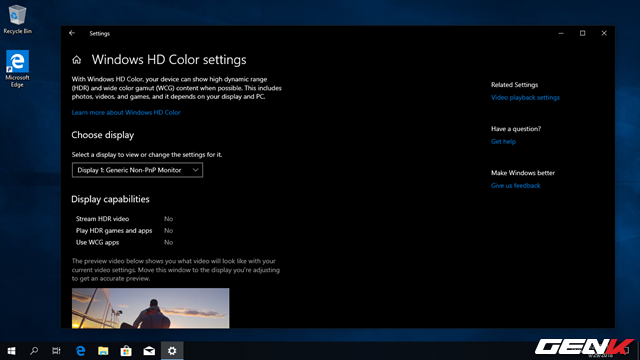 Recycle Bin
Microsoft
Edge
Settings
Windows HD Color settings
With Windows HD Color, your device can show high dynamic range
(HDR) and wide color gamut (WCG) content when possible. This includes
photos, videos, and games, and it depends on your display and PC.
Learn more about Windows HD Color
Choose display
Select a display to view or change the settings for it.
Display 1: Generic Non-PnP Monitor
Display capabilities
Stream HDR video No
Play HDR games and apps No
Use WCG apps No
The preview video below shows you what video will look like with
your current video settings. Move this window to the display you're adjusting
to get an accurate preview.
Related Settings
Video playback settings
Have a question?
Get help
Make Windows better
Give us feedback
GENK